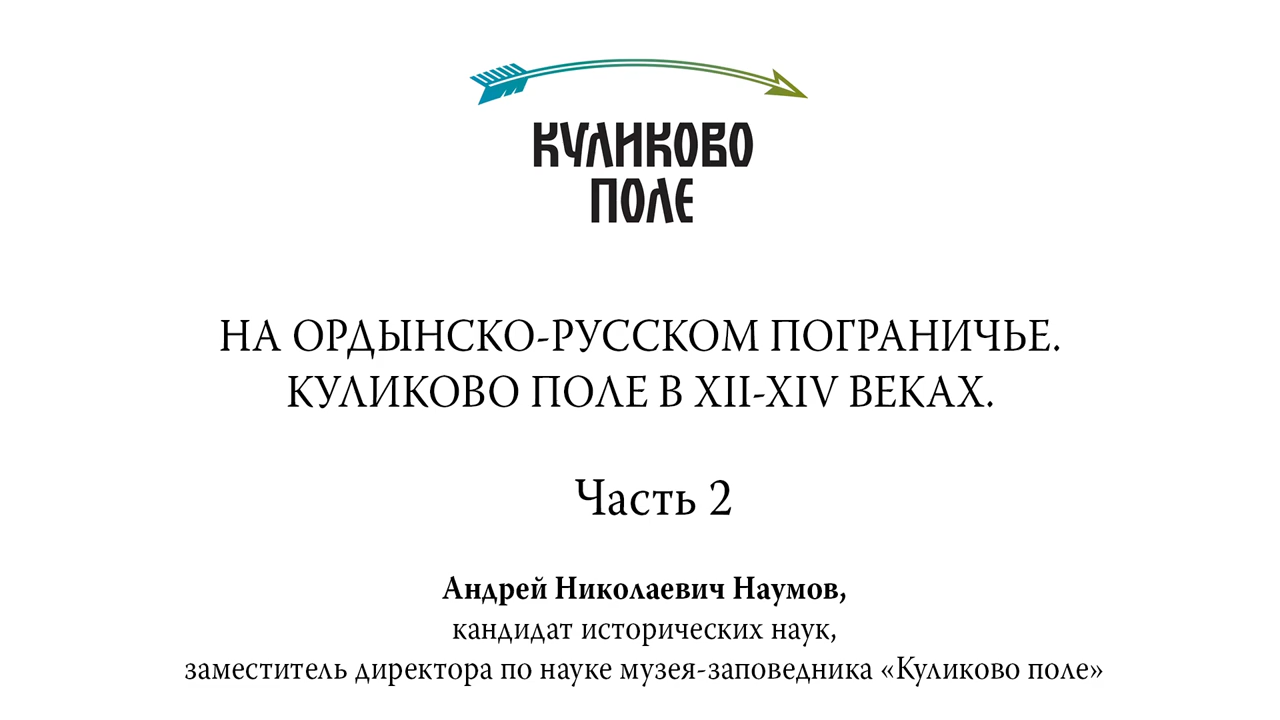 КУЛИКОВО
ПОЛЕ
НА ОРДЫНСКО-РУССКОМ ПОГРАНИЧЬЕ.
КУЛИКОВО ПОЛЕ В XII-XIV ВЕКАХ.
Часть 2
Андрей Николаевич Наумов,
кандидат исторических наук,
заместитель директора по науке музея-заповедника «Куликово поле»